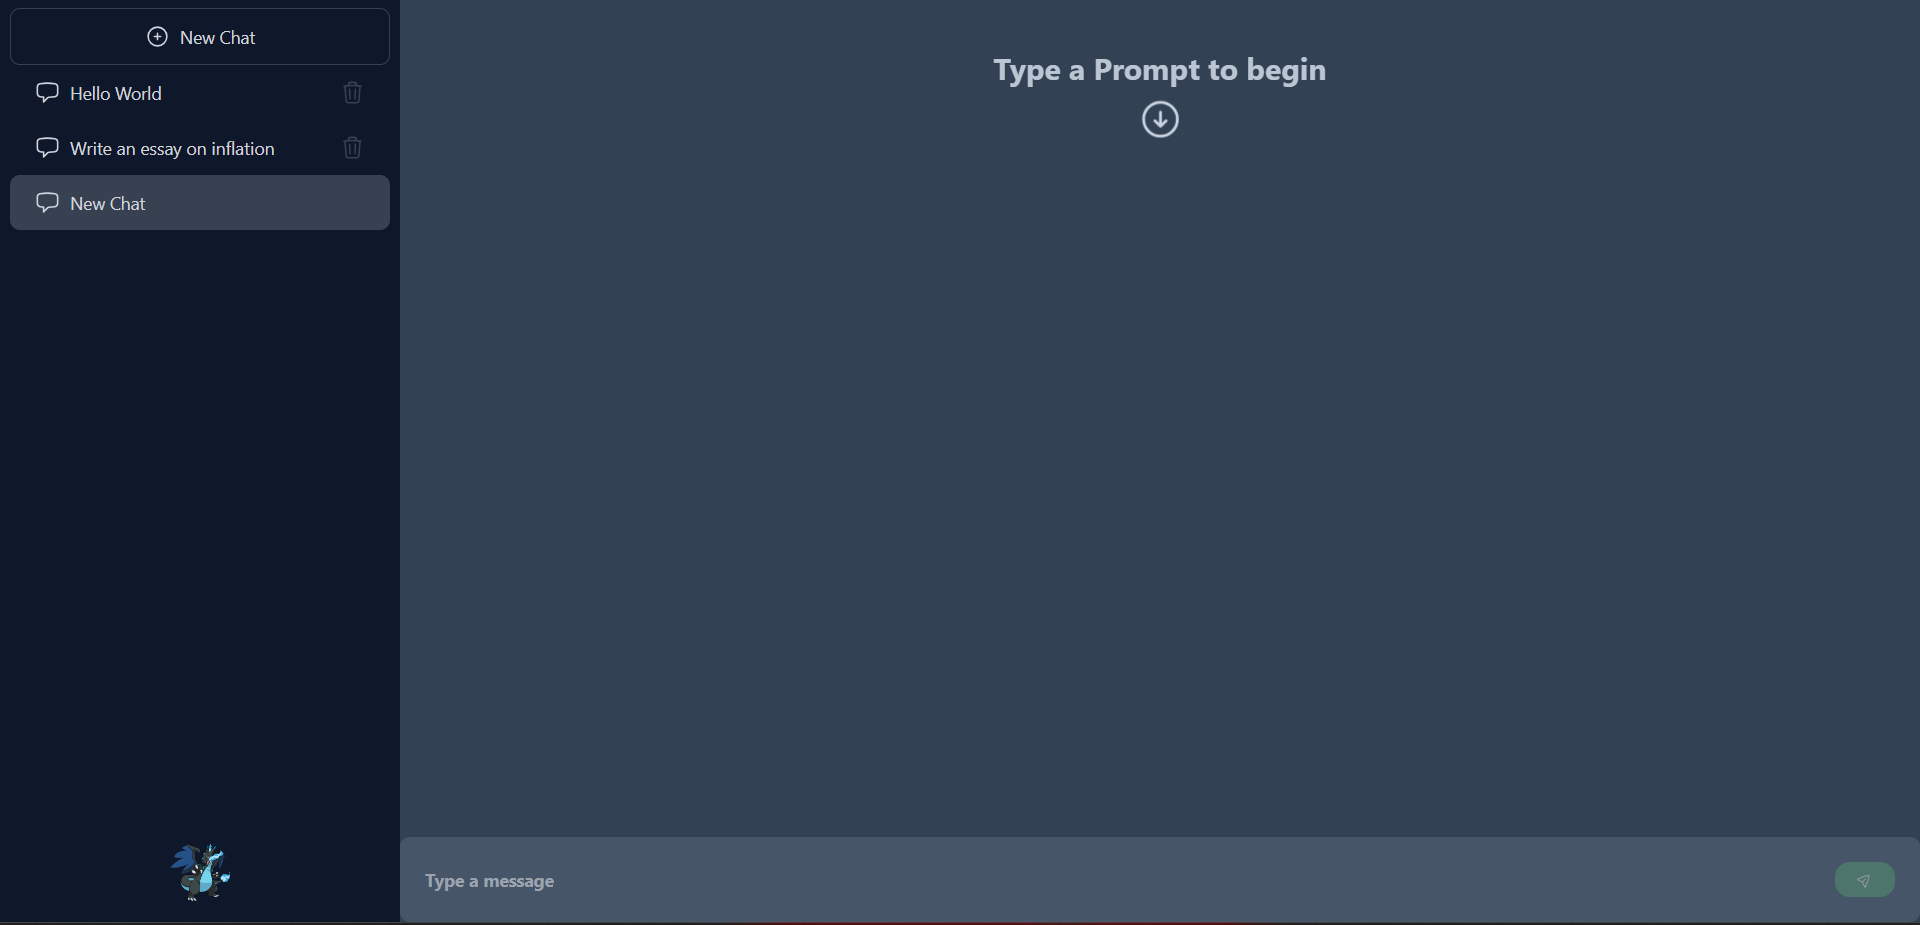 New Chat
Hello World
Write an essay on inflation
New Chat
Type a Prompt to begin
Type a message